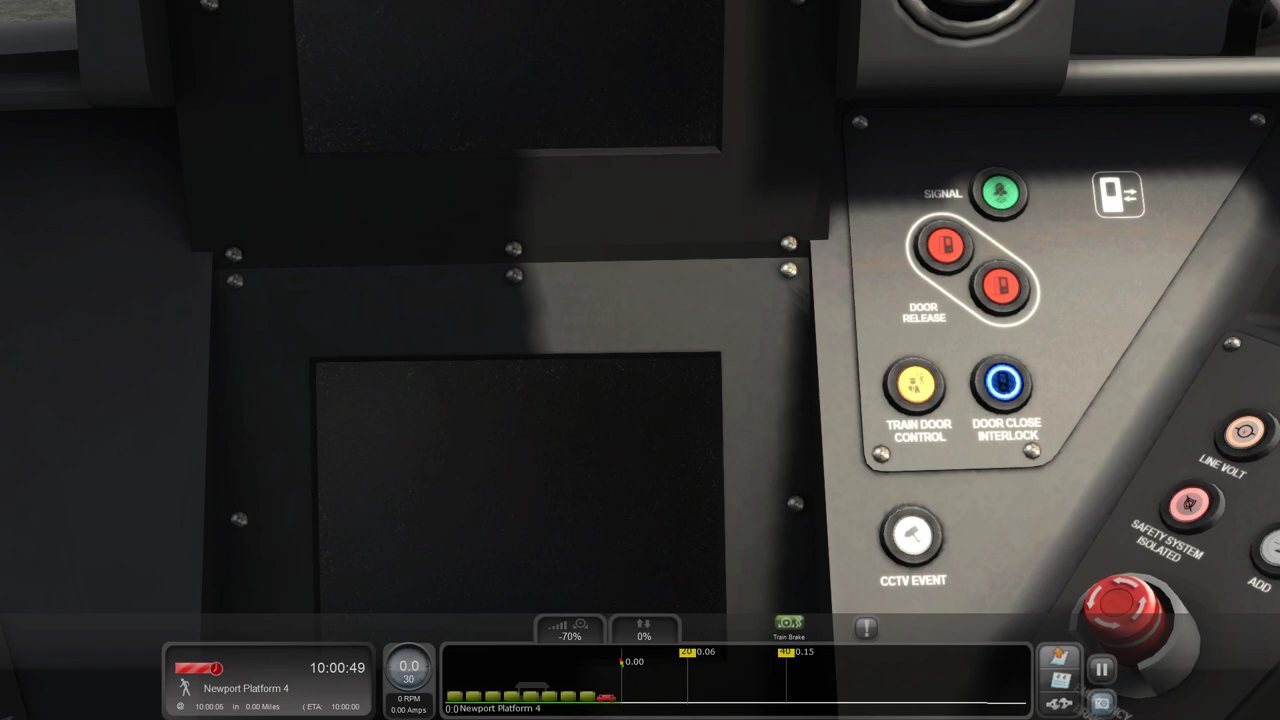 SIGNAL
DOOR
RELEASE
TRAIN DOOR
CONTROL
DOOR CLOSE
INTERLOCK
LINE VOLT
SAFETY SYSTEM
ISOLATED
ADD
CCTV EVENT
-70%
0%
Train Brake
10:00:49
Newport Platform 4
@ 10:00:05 in 0.00 Miles ( ETA: 10:00:00
0.0
30
0 RPM
0.00 Amps
0.00
20 0.06
40 0.15
0:0 Newport Platform 4